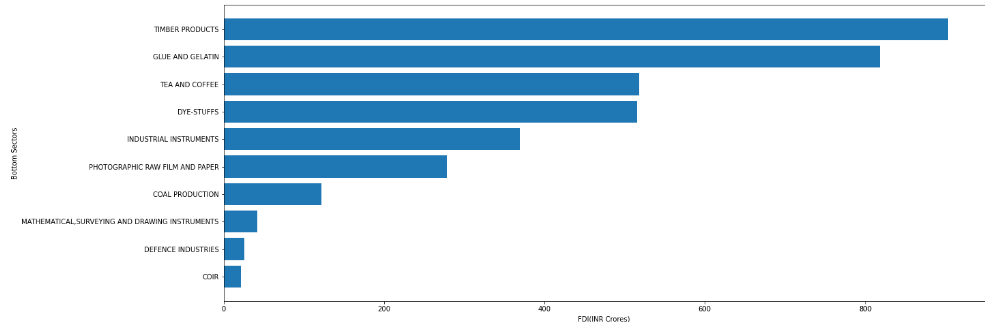 TIMBER PRODUCTS
GLUE AND GELATIN
TEA AND COFFEE
DYE-STUFFS
INDUSTRIAL INSTRUMENTS
PHOTOGRAPHIC RAW FILM AND PAPER
COAL PRODUCTION
MATHEMATICAL,SURVEYING AND DRAWING INSTRUMENTS
DEFENCE INDUSTRIES
COIR
Bottom Sectors
0 200 400 600 800
FDI(INR Crores)